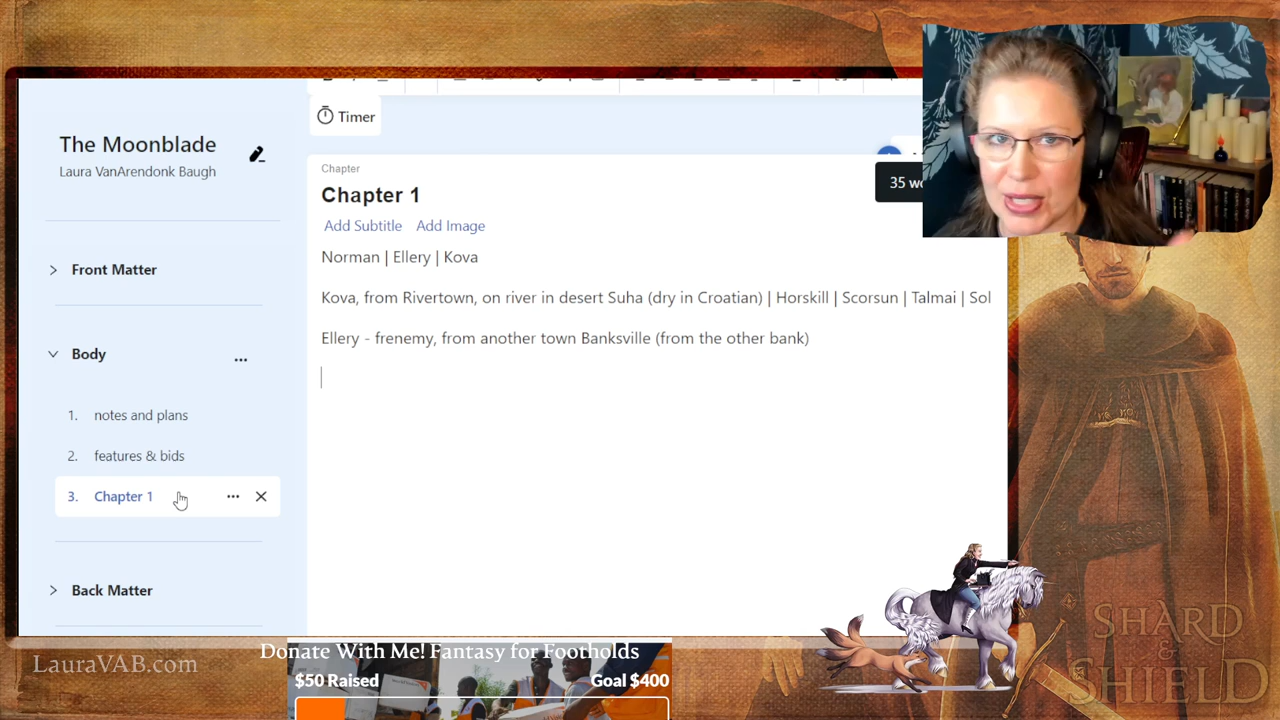 The Moonblade
Laura VanArendonk Baugh
Front Matter
Body
1. notes and plans
2. features & bids
3. Chapter 1
Back Matter
Timer
Chapter
Chapter 1
Add Subtitle Add Image
35
Norman | Ellery | Kova
Kova, from Rivertown, on river in desert Suha (dry in Croatian) | Horskill | Scorsun | Talmai | Sol
Ellery - frenemy, from another town Banksville (from the other bank)
LauraVAB.com
Donate With Me! Fantasy for Footholds
$50 Raised Goal $400
SHARD
&
SHIELD